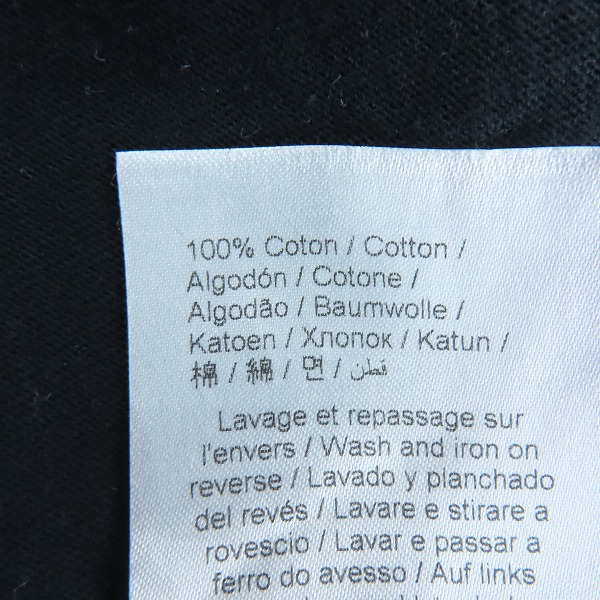 100% Coton / Cotton /
Algodón / Cotone /
Algodão / Baumwolle /
Katoen / Хлопок / Katun /
棉 / 綿 / 면 / قطن
Lavage et repassage sur
l'envers / Wash and iron on
reverse / Lavado y planchado
del revés / Lavare e stirare a
rovescio / Lavar e passar a
ferro do avesso / Auf links